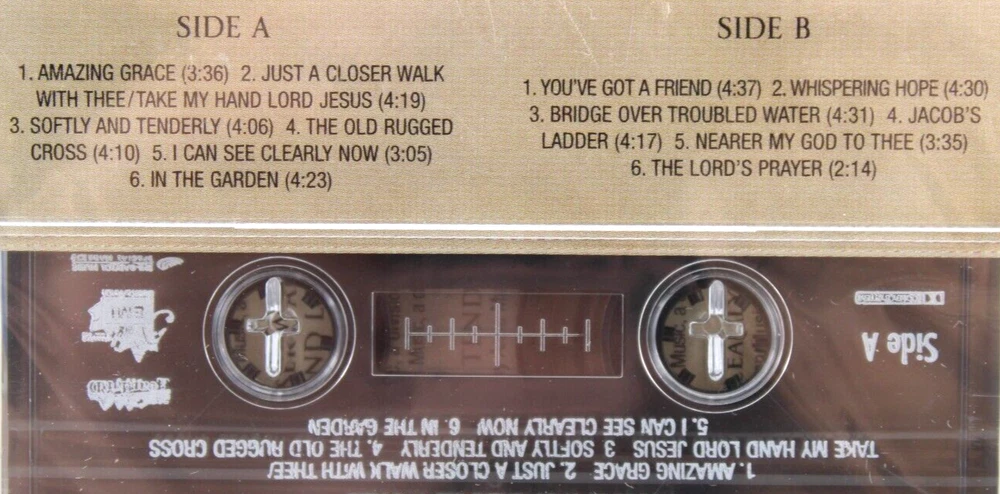 SIDE A
1. AMAZING GRACE (3:36) 2. JUST A CLOSER WALK
WITH THEE/TAKE MY HAND LORD JESUS (4:19)
3. SOFTLY AND TENDERLY (4:06) 4. THE OLD RUGGED
CROSS (4:10) 5. I CAN SEE CLEARLY NOW (3:05)
6. IN THE GARDEN (4:23)
SIDE B
1. YOU'VE GOT A FRIEND (4:37) 2. WHISPERING HOPE (4:30)
3. BRIDGE OVER TROUBLED WATER (4:31) 4. JACOB'S
LADDER (4:17) 5. NEARER MY GOD TO THEE (3:35)
6. THE LORD'S PRAYER (2:14)
Side A
1. AMAZING GRACE 2. JUST A CLOSER WALK WITH THEE/
TAKE MY HAND LORD JESUS 3 SOFTLY AND TENDERLY 4. THE OLD RUGGED CROSS
5. I CAN SEE CLEARLY NOW 6 IN THE GARDEN